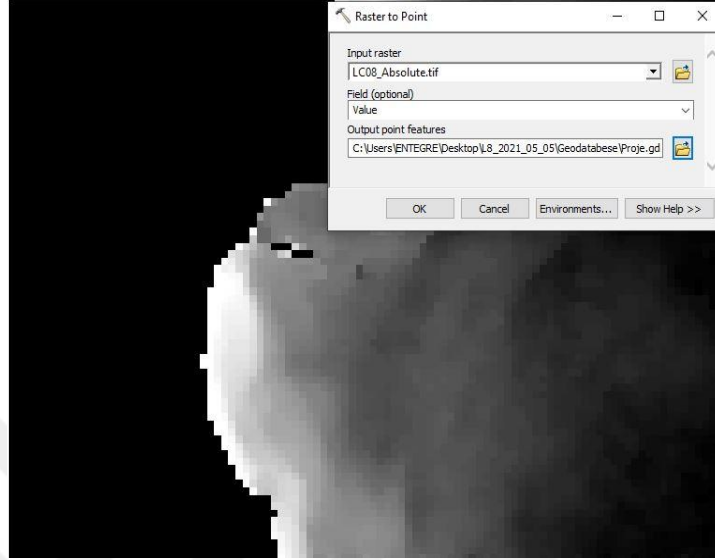 Raster to Point
Input raster
LC08_Absolute.tif
Field (optional)
Value
Output point features
C:\Users\ENTEGRE\Desktop\L8_2021_05_05\Geodatabese\Proje.gd
OK
Cancel
Environments...
Show Help >>